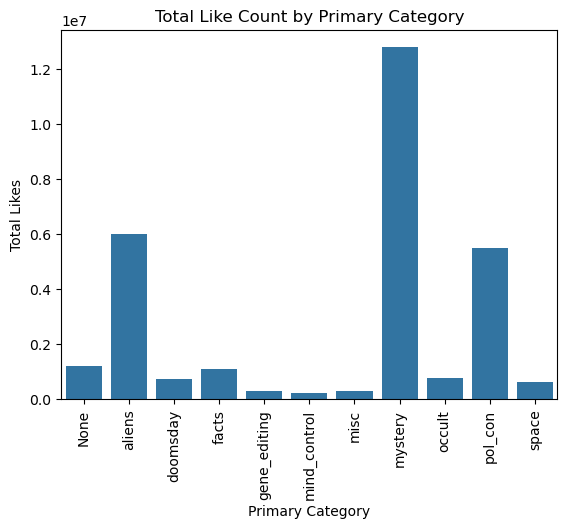 Total Like Count by Primary Category
1e7
1.2
1.0
0.8
0.6
0.4
0.2
0.0
Total Likes
None
aliens
doomsday
facts
gene_editing
mind_control
misc
mystery
occult
pol_con
space
Primary Category